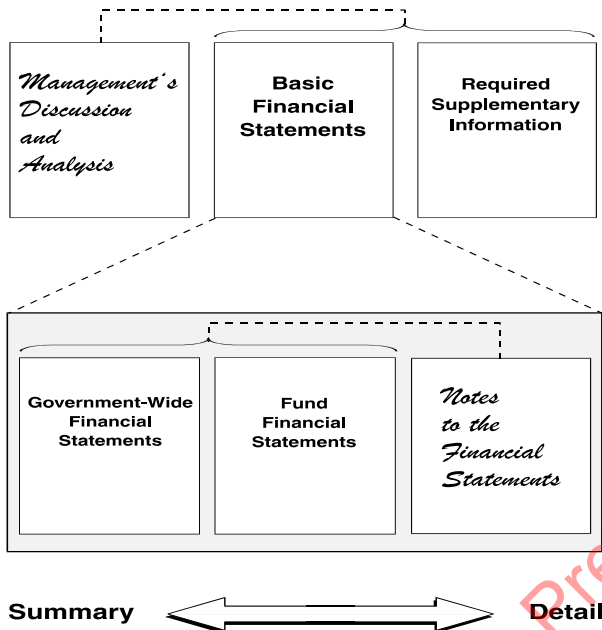 Management's
Discussion
and
Analysis
Basic
Financial
Statements
Required
Supplementary
Information
Government-Wide
Financial
Statements
Fund
Financial
Statements
Notes
to the
Financial
Statements
Summary
Detail
Pre